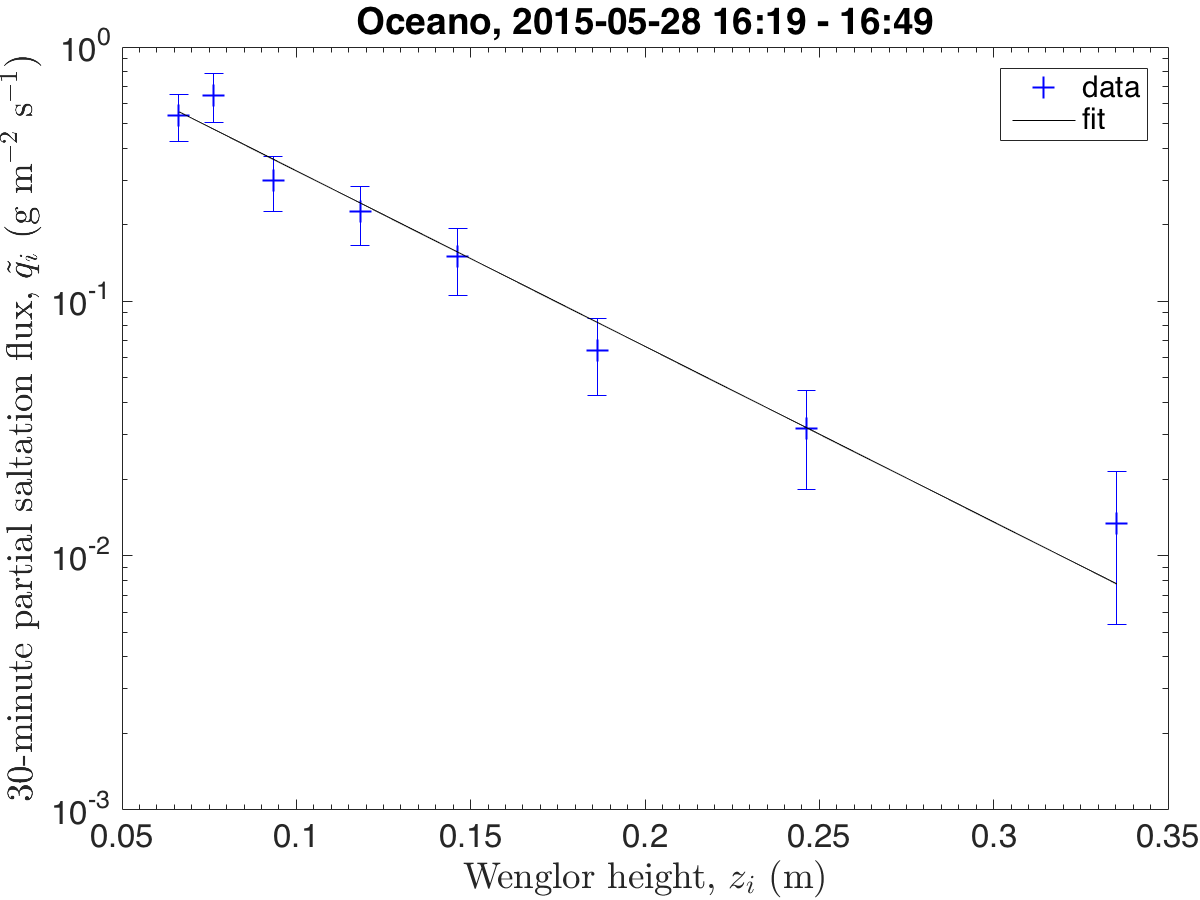 Oceano, 2015-05-28 16:19 - 16:49
30-minute partial saltation flux, q̃ᵢ (g m⁻² s⁻¹)
10⁰
10⁻¹
10⁻²
10⁻³
data
fit
0.05 0.1 0.15 0.2 0.25 0.3 0.35
Wenglor height, zᵢ (m)